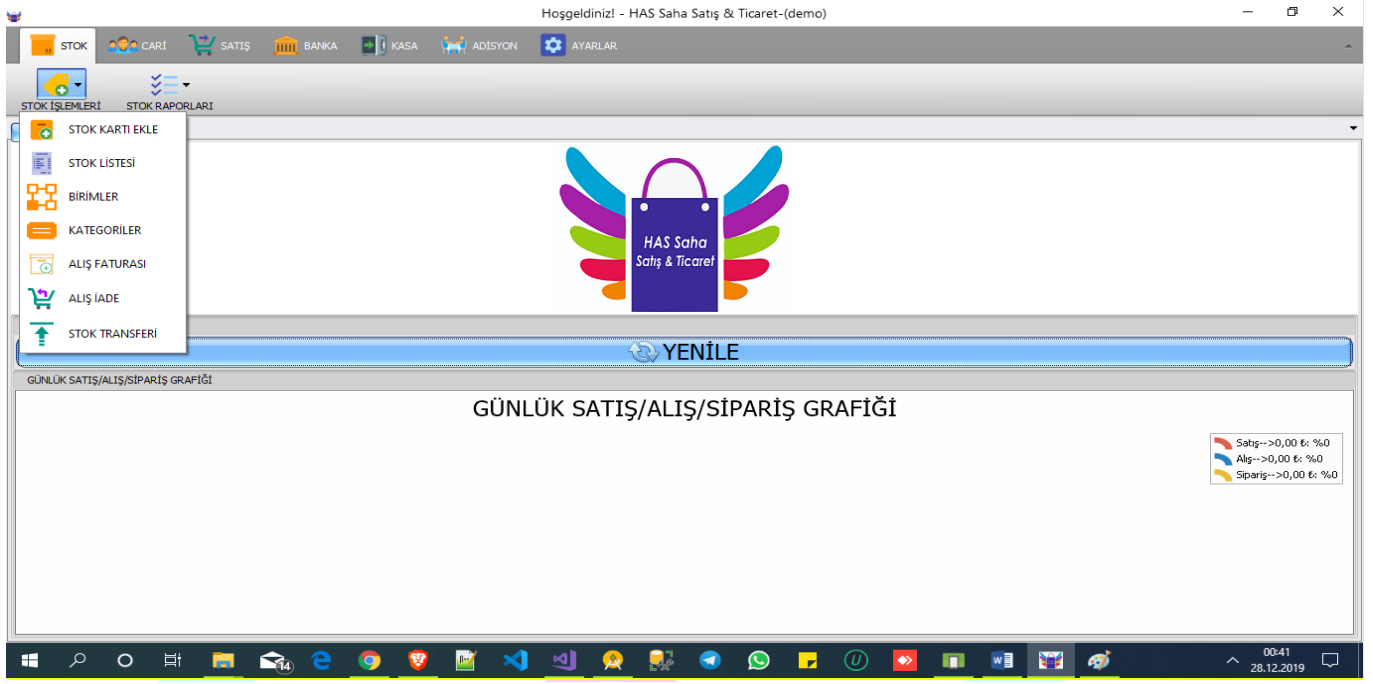 Hoşgeldiniz! - HAS Saha Satış & Ticaret-(demo)
STOK CARİ SATIŞ BANKA KASA ADİSYON AYARLAR
STOK İŞLEMLERİ STOK RAPORLARI
STOK KARTI EKLE
STOK LİSTESİ
BİRİMLER
KATEGORİLER
ALIŞ FATURASI
ALIŞ İADE
STOK TRANSFERİ
HAS Saha
Satış & Ticaret
YENİLE
GÜNLÜK SATIŞ/ALIŞ/SİPARİŞ GRAFİĞİ
GÜNLÜK SATIŞ/ALIŞ/SİPARİŞ GRAFİĞİ
Satış-->0,00 ₺: %0
Alış-->0,00 ₺: %0
Sipariş-->0,00 ₺: %0
14
00:41
28.12.2019